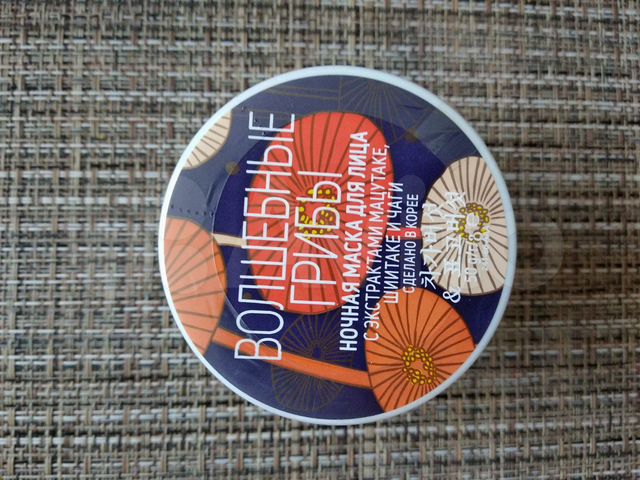 ВОЛШЕБНЫЕ
ГРИБЫ
НОЧНАЯ МАСКА ДЛЯ ЛИЦА
С ЭКСТРАКТАМИ МАЦУТАКЕ,
ШИИТАКЕ И ЧАГИ
СДЕЛАНО В КОРЕЕ
&